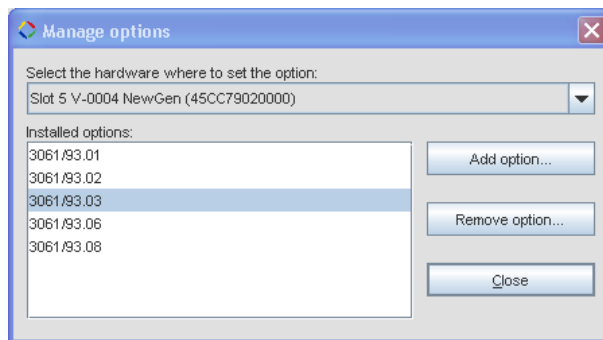 Manage options
Select the hardware where to set the option:
Slot 5 V-0004 NewGen (45CC79020000)
Installed options:
3061/93.01
3061/93.02
3061/93.03
3061/93.06
3061/93.08
Add option...
Remove option...
Close